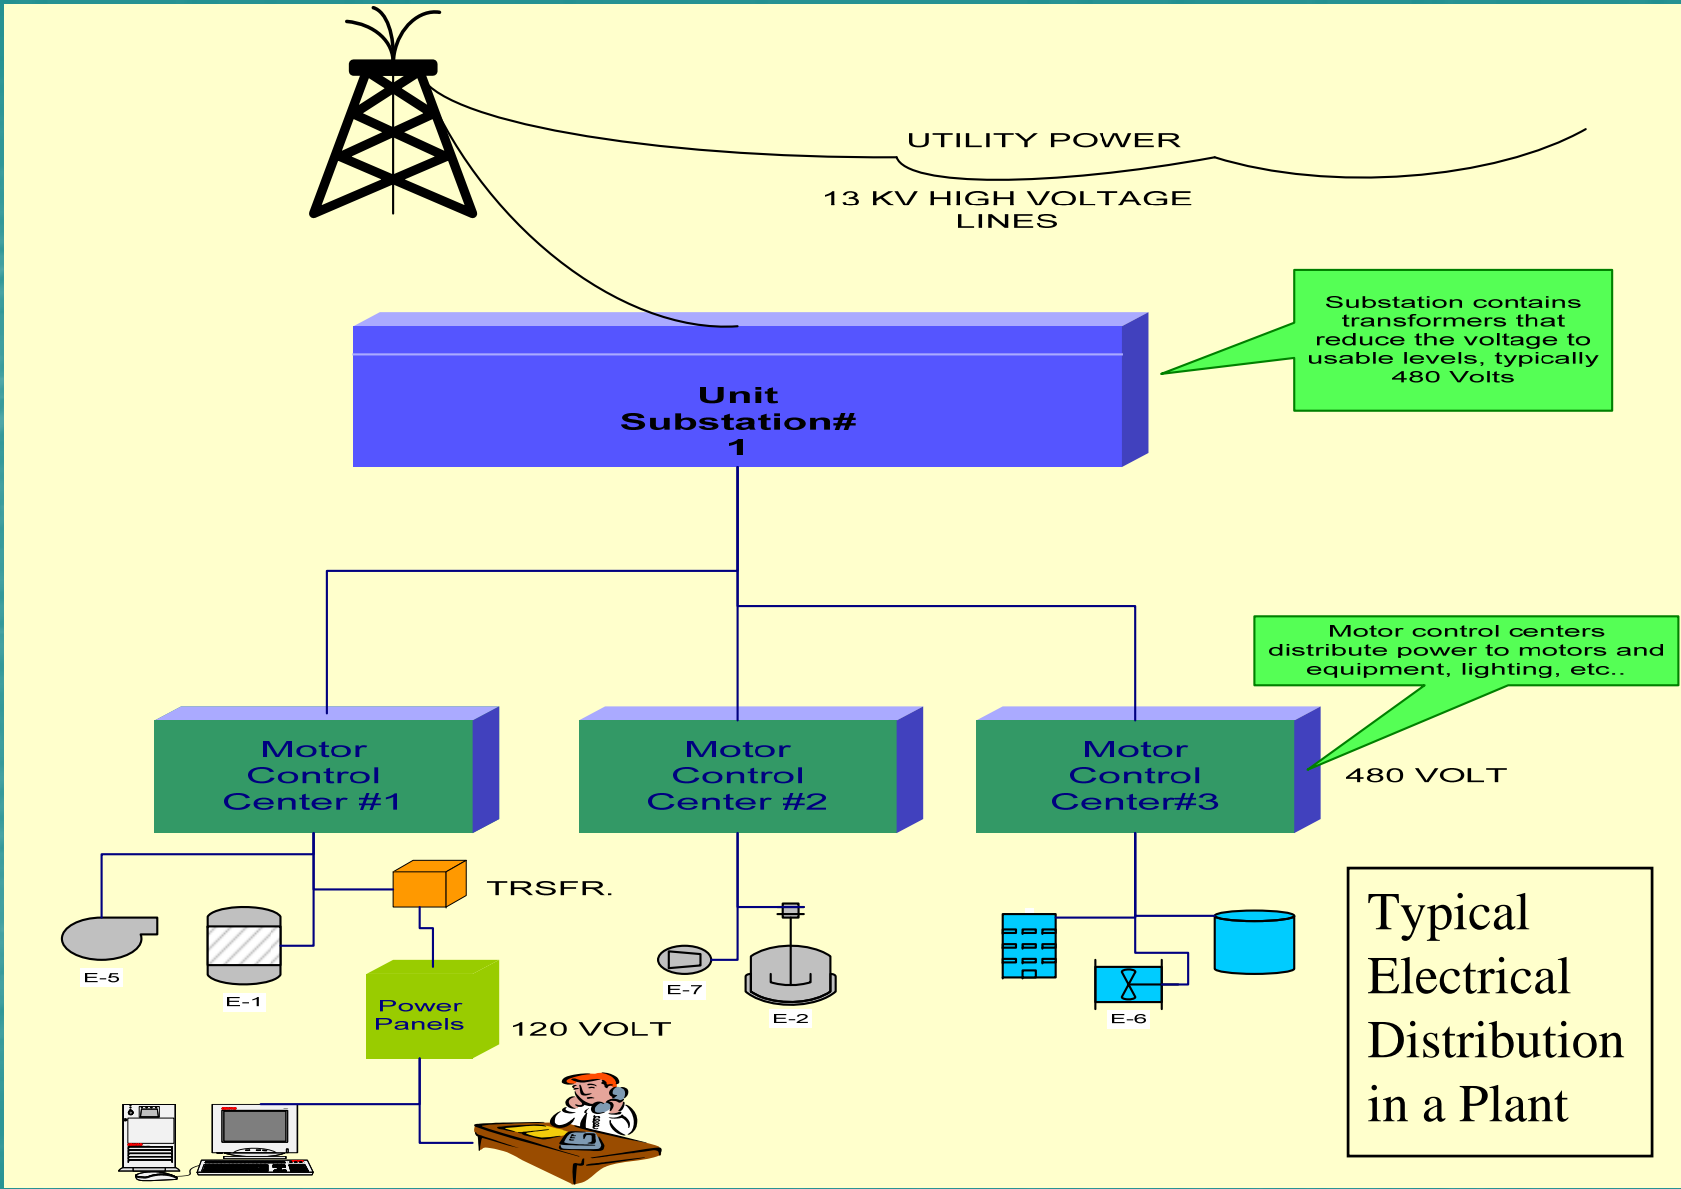 UTILITY POWER
13 KV HIGH VOLTAGE
LINES
Substation contains
transformers that
reduce the voltage to
usable levels, typically
480 Volts
Unit
Substation#
1
Motor control centers
distribute power to motors and
equipment, lighting, etc..
Motor
Control
Center #1
Motor
Control
Center #2
Motor
Control
Center#3
480 VOLT
TRSFR.
E-5
E-1
Power
Panels
120 VOLT
E-7
E-2
E-6
Typical
Electrical
Distribution
in a Plant